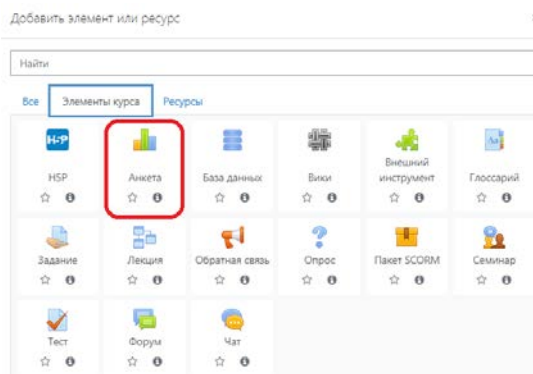 Добавить элемент или ресурс
Найти
Все Элементы курса Ресурсы
H-P
H5P Анкета База данных Вики Внешний инструмент Глоссарий
Задание Лекция Обратная связь Опрос Пакет SCORM Семинар
Тест Форум Чат